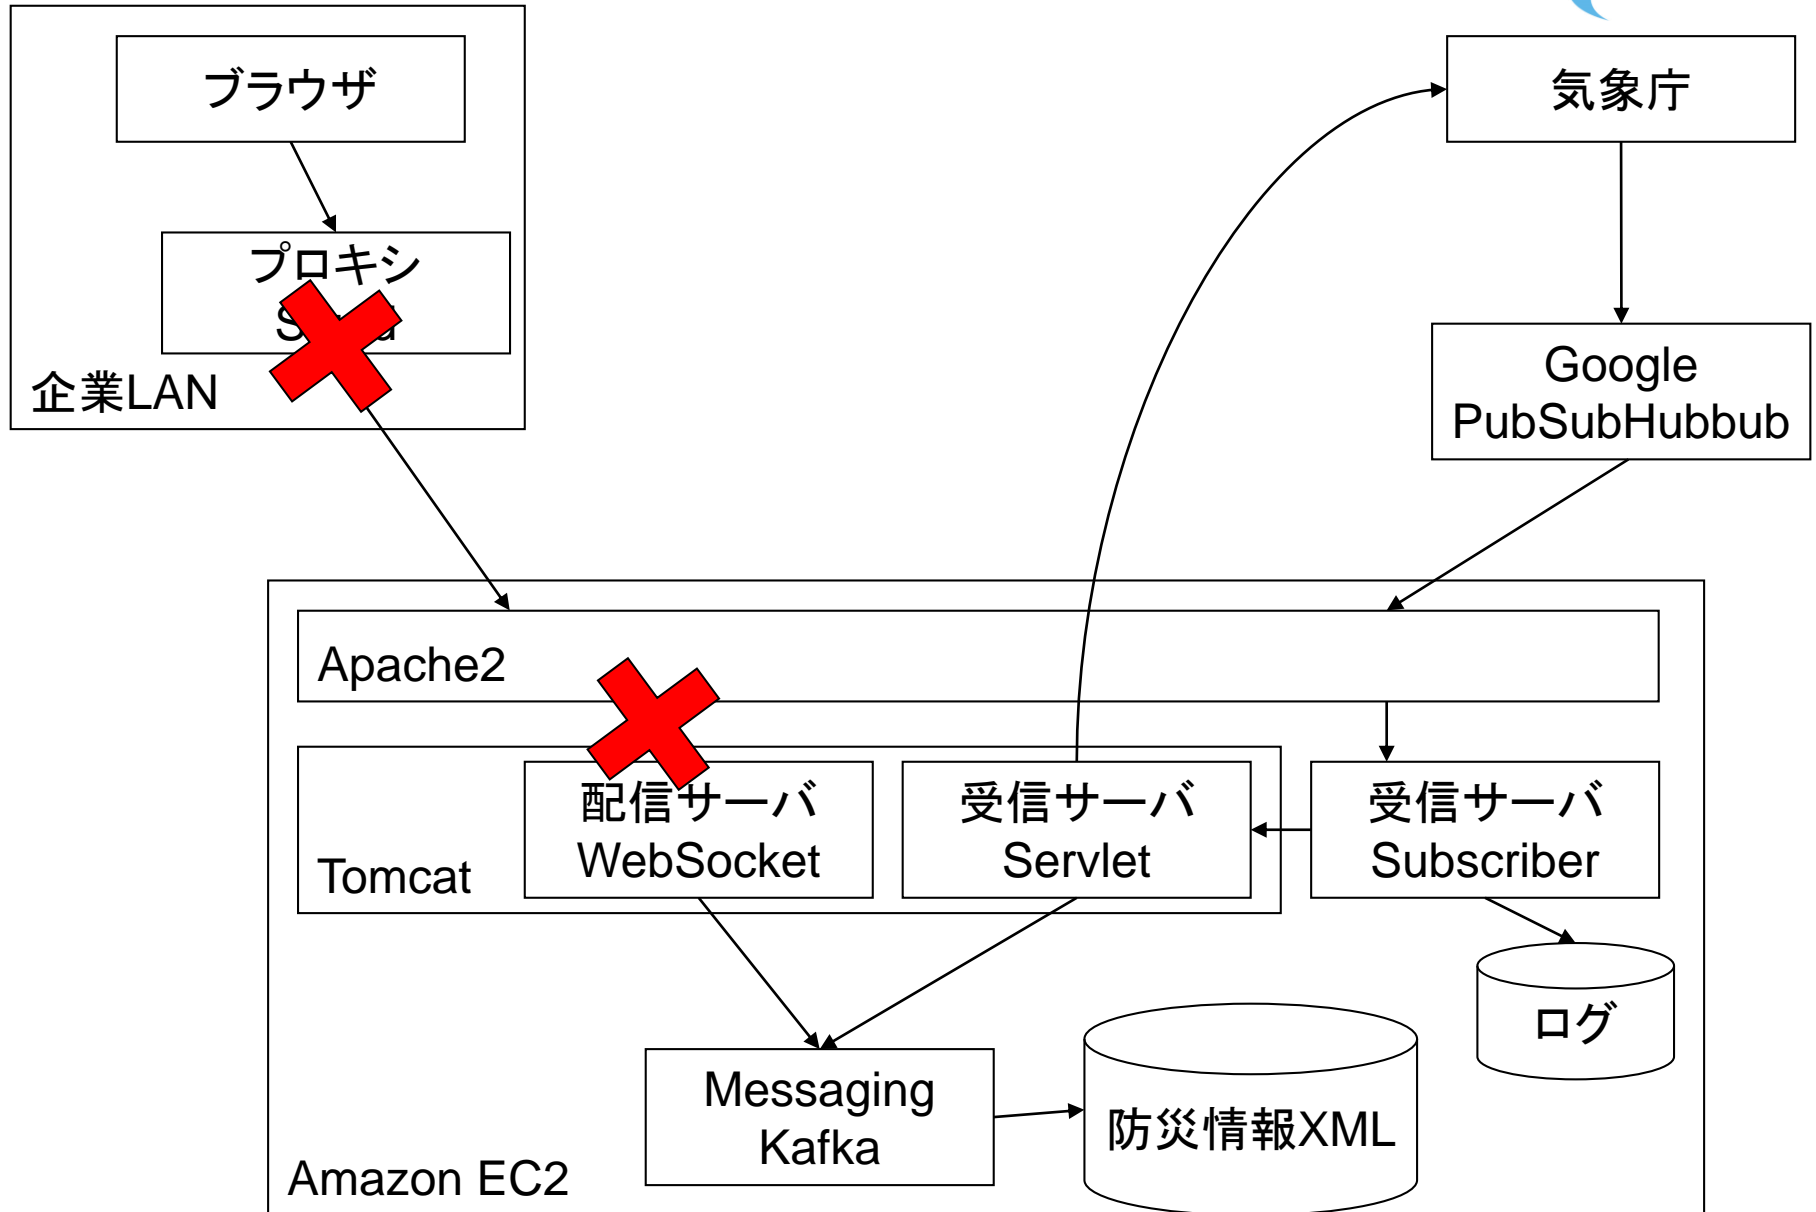 ブラウザ
プロキシ
企業LAN
気象庁
Google
PubSubHubbub
Apache2
Tomcat
配信サーバ
WebSocket
受信サーバ
Servlet
受信サーバ
Subscriber
ログ
Messaging
Kafka
防災情報XML
Amazon EC2